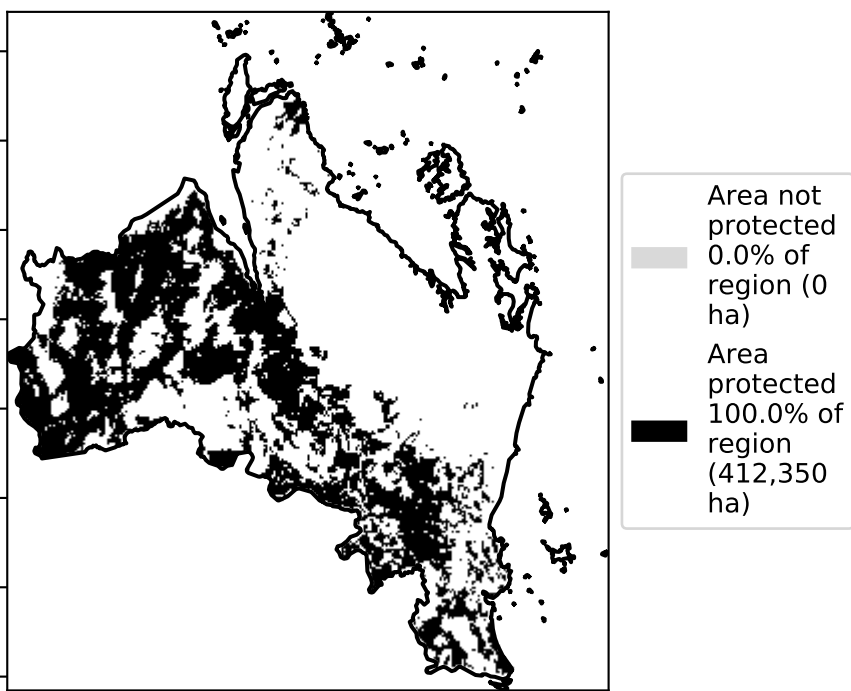 Area not
protected
0.0% of
region (0
ha)
Area
protected
100.0% of
region
(412,350
ha)